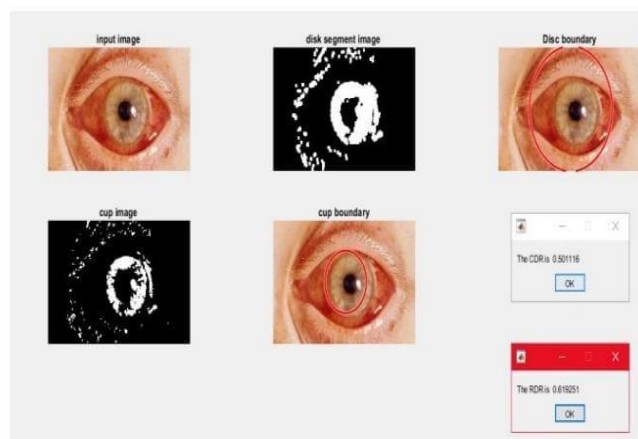 input image
disk segment image
Disc boundary
cup image
cup boundary
The CDR is 0.501116
OK
The RDR is 0.619251
OK